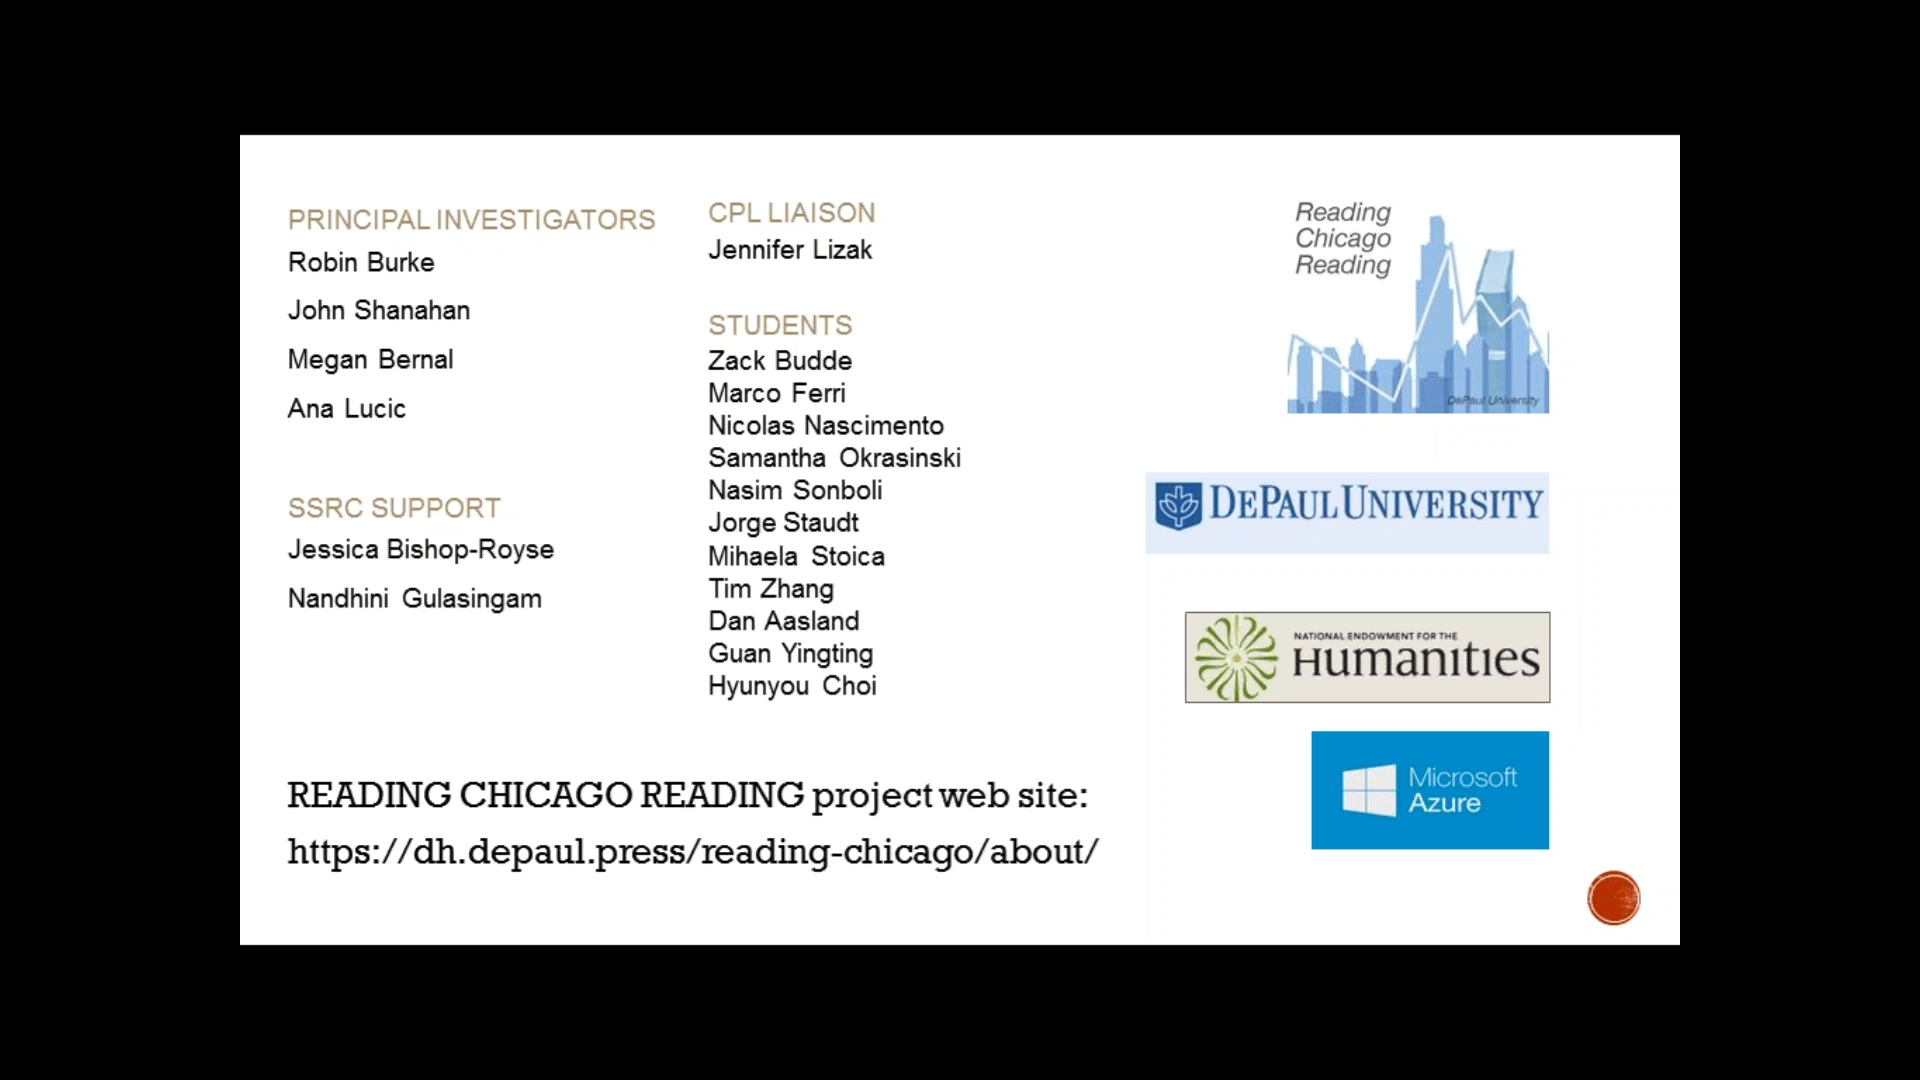 PRINCIPAL INVESTIGATORS
Robin Burke
John Shanahan
Megan Bernal
Ana Lucic
SSRC SUPPORT
Jessica Bishop-Royse
Nandhini Gulasingam
CPL LIAISON
Jennifer Lizak
STUDENTS
Zack Budde
Marco Ferri
Nicolas Nascimento
Samantha Okrasinski
Nasim Sonboli
Jorge Staudt
Mihaela Stoica
Tim Zhang
Dan Aasland
Guan Yingting
Hyunyou Choi
Reading
Chicago
Reading
DePaul University
DEPAUL UNIVERSITY
NATIONAL ENDOWMENT FOR THE
Humanities
Microsoft
Azure
READING CHICAGO READING project web site:
https://dh.depaul.press/reading-chicago/about/